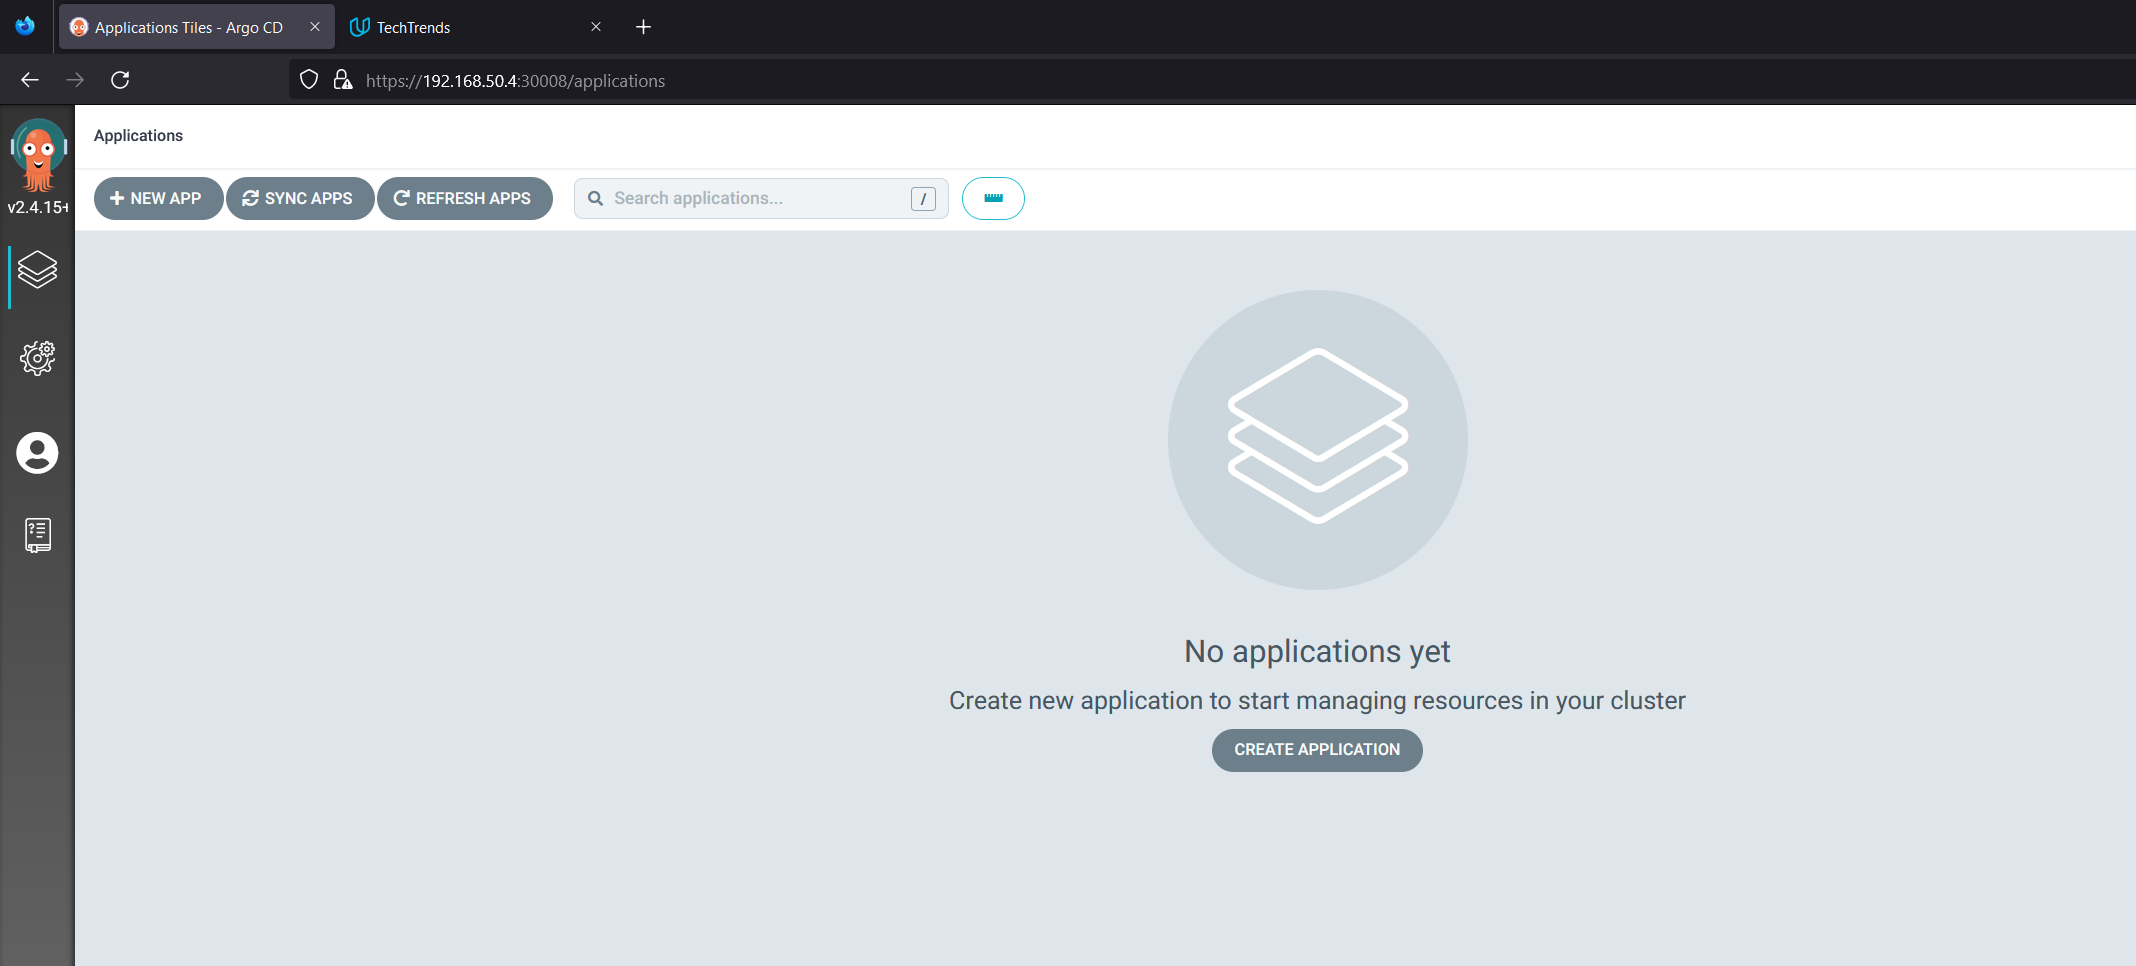 Applications Tiles - Argo CD
TechTrends
https://192.168.50.4:30008/applications
Applications
v2.4.15+
NEW APP
SYNC APPS
REFRESH APPS
Search applications...
/
No applications yet
Create new application to start managing resources in your cluster
CREATE APPLICATION